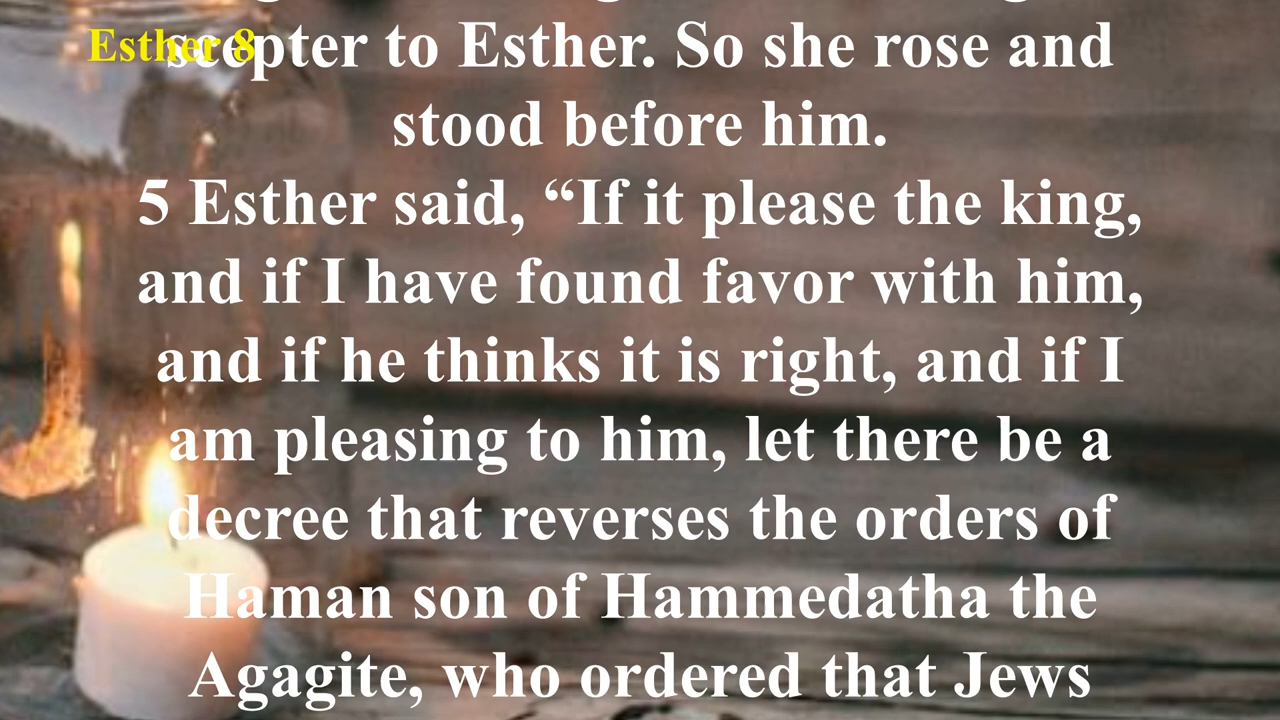 Esther 8
scepter to Esther. So she rose and
stood before him.
5 Esther said, “If it please the king,
and if I have found favor with him,
and if he thinks it is right, and if I
am pleasing to him, let there be a
decree that reverses the orders of
Haman son of Hammedatha the
Agagite, who ordered that Jews